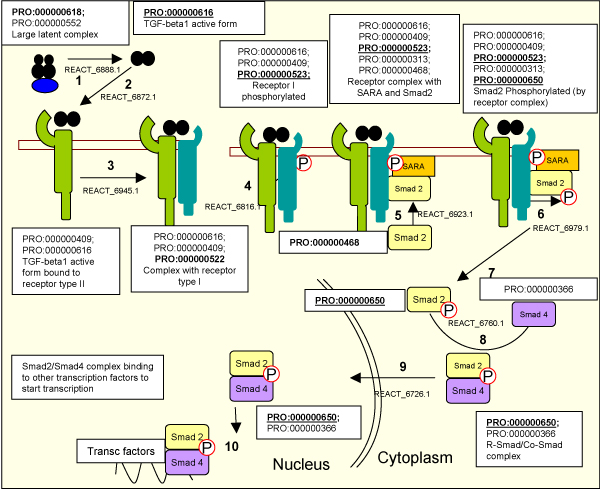 PRO:000000618;
PRO:000000552
Large latent complex
PRO:000000616
TGF-beta1 active form
REACT_6888.1
1
2
REACT_6872.1
PRO:000000616;
PRO:000000409;
PRO:000000523;
Receptor I
phosphorylated
PRO:000000616;
PRO:000000409;
PRO:000000523;
PRO:000000313;
PRO:000000468;
Receptor complex with
SARA and Smad2
PRO:000000616;
PRO:000000409;
PRO:000000523;
PRO:000000313;
PRO:000000650
Smad2 Phosphorylated (by
receptor complex)
3
REACT_6945.1
4
REACT_6816.1
P
P
SARA
Smad 2
5
REACT_6923.1
Smad 2
PRO:000000468
P
SARA
Smad 2
P
6
REACT_6979.1
PRO:000000409;
PRO:000000616
TGF-beta1 active
form bound to
receptor type II
PRO:000000616;
PRO:000000409;
PRO:000000522
Complex with receptor
type I
7
PRO:000000366
PRO:000000650
Smad 2
P
Smad 4
REACT_6760.1
8
Smad2/Smad4 complex binding
to other transcription factors to
start transcription
Smad 2
P
Smad 4
9
REACT_6726.1
Smad 2
P
Smad 4
10
PRO:000000650;
PRO:000000366
PRO:000000650;
PRO:000000366
R-Smad/Co-Smad
complex
Transc factors
Smad 2
P
Smad 4
Nucleus
Cytoplasm